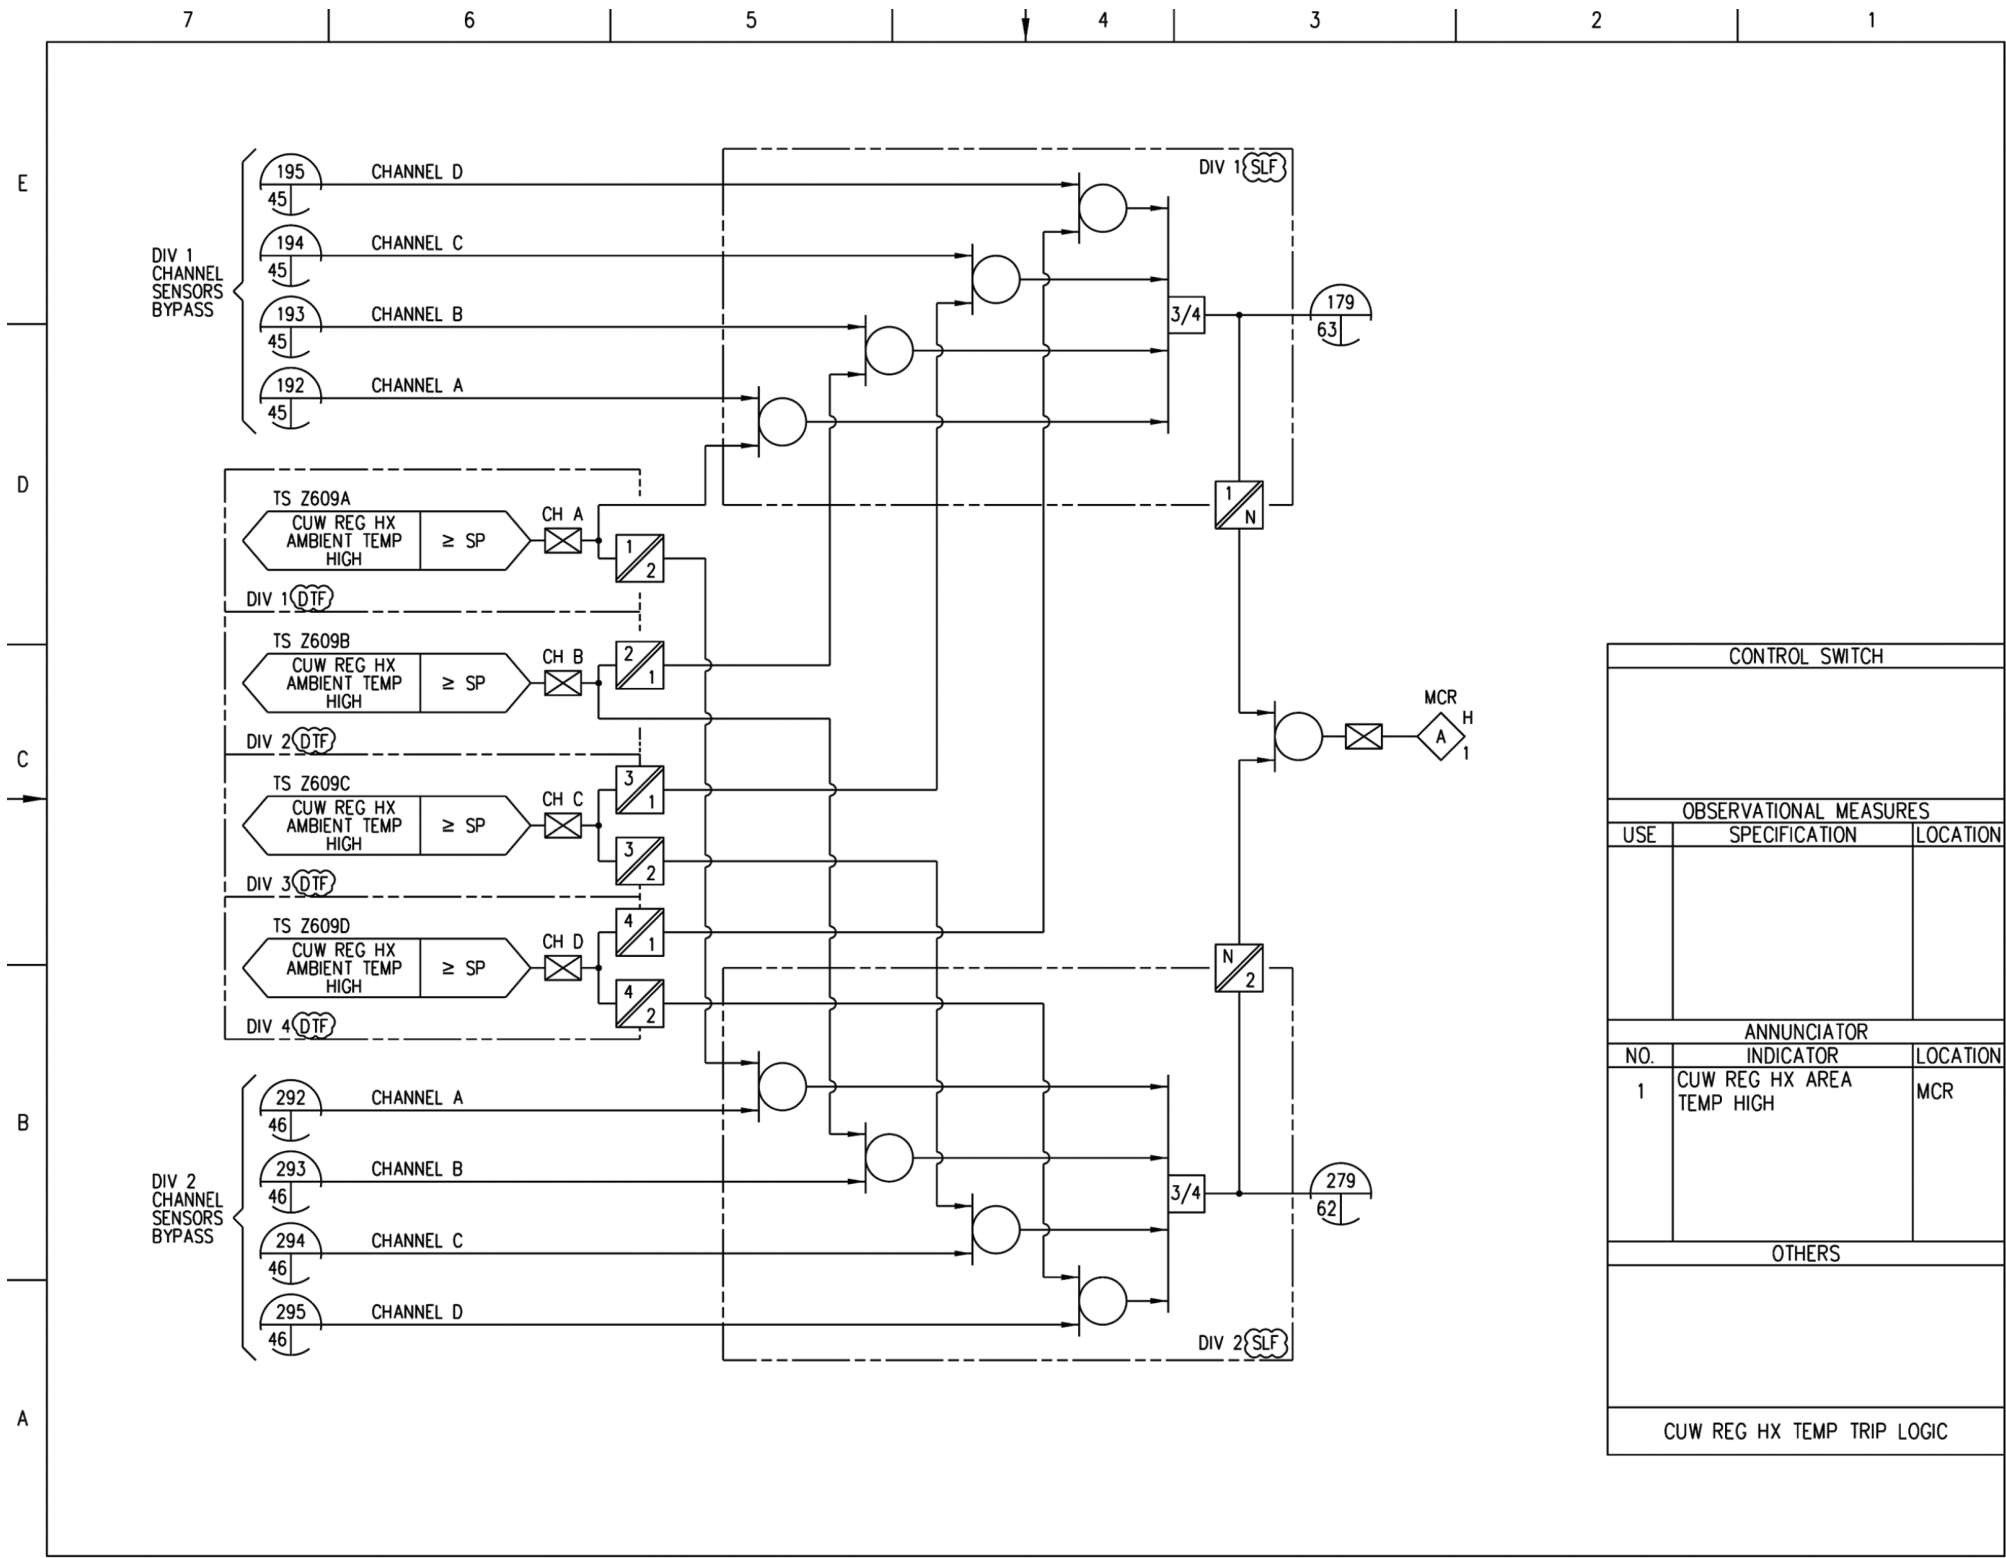 7 6 5 4 3 2 1
E
D
C
B
A
DIV 1
CHANNEL
SENSORS
BYPASS
195
45
CHANNEL D
194
45
CHANNEL C
193
45
CHANNEL B
192
45
CHANNEL A
DIV 1 SLF
3/4
179
63
1
N
TS Z609A
CUW REG HX
AMBIENT TEMP
HIGH
≥ SP
CH A
1
2
DIV 1 DTF
TS Z609B
CUW REG HX
AMBIENT TEMP
HIGH
≥ SP
CH B
2
1
DIV 2 DTF
TS Z609C
CUW REG HX
AMBIENT TEMP
HIGH
≥ SP
CH C
3
1
3
2
DIV 3 DTF
TS Z609D
CUW REG HX
AMBIENT TEMP
HIGH
≥ SP
CH D
4
1
4
2
DIV 4 DTF
MCR
A
H
1
N
2
DIV 2
CHANNEL
SENSORS
BYPASS
292
46
CHANNEL A
293
46
CHANNEL B
294
46
CHANNEL C
295
46
CHANNEL D
3/4
279
62
DIV 2 SLF
CONTROL SWITCH
OBSERVATIONAL MEASURES
USE SPECIFICATION LOCATION
ANNUNCIATOR
NO. INDICATOR LOCATION
1 CUW REG HX AREA MCR
TEMP HIGH
OTHERS
CUW REG HX TEMP TRIP LOGIC